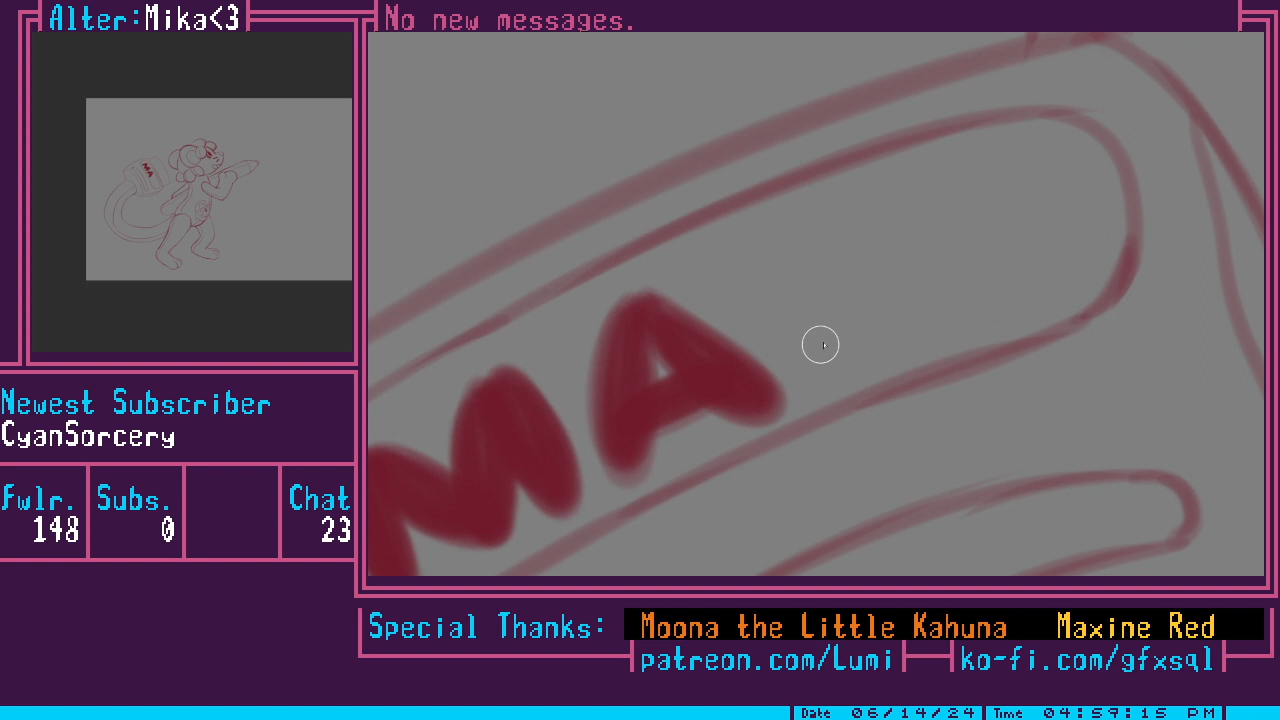 Alter:Mika<3
No new messages.
MA
MA
Newest Subscriber
CyanSorcery
Fwlr.
148
Subs.
0
Chat
23
Special Thanks: Moona the Little Kahuna Maxine Red
patreon.com/Lumi
ko-fi.com/gfxsql
Date 06/14/24 Time 04:59:15 PM